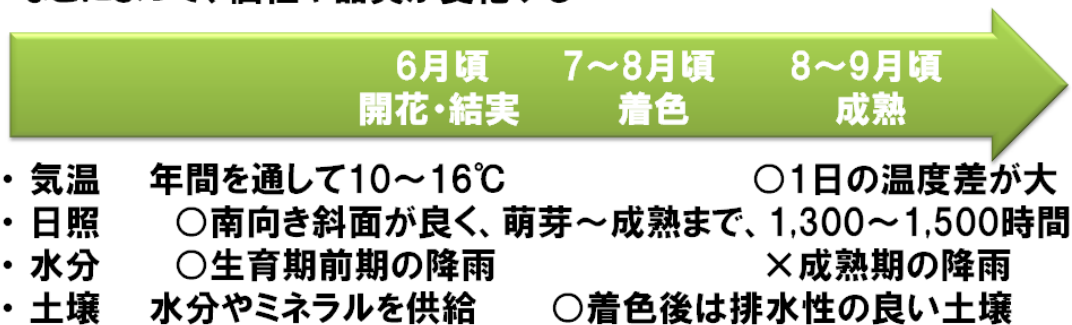 6月頃 7～8月頃 8～9月頃
開花・結実 着色 成熟
・ 気温 年間を通して10～16℃ ○1日の温度差が大
・ 日照 ○南向き斜面が良く、萌芽～成熟まで、1,300～1,500時間
・ 水分 ○生育期前期の降雨 ×成熟期の降雨
・ 土壌 水分やミネラルを供給 ○着色後は排水性の良い土壌